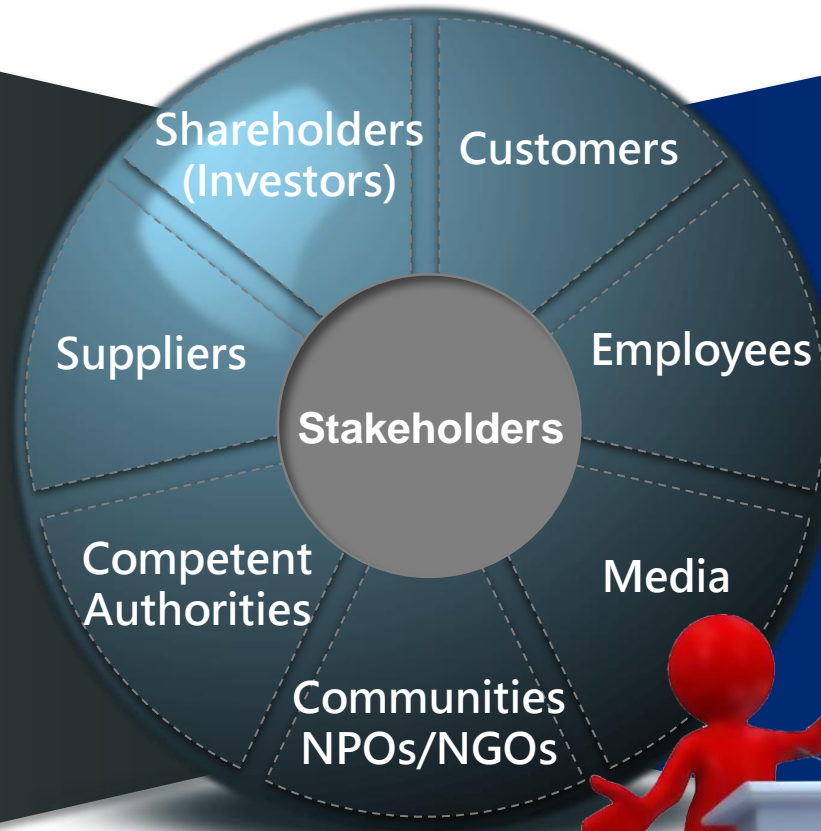 Shareholders
(Investors)
Customers
Suppliers
Employees
Stakeholders
Competent
Authorities
Media
Communities
NPOs/NGOs